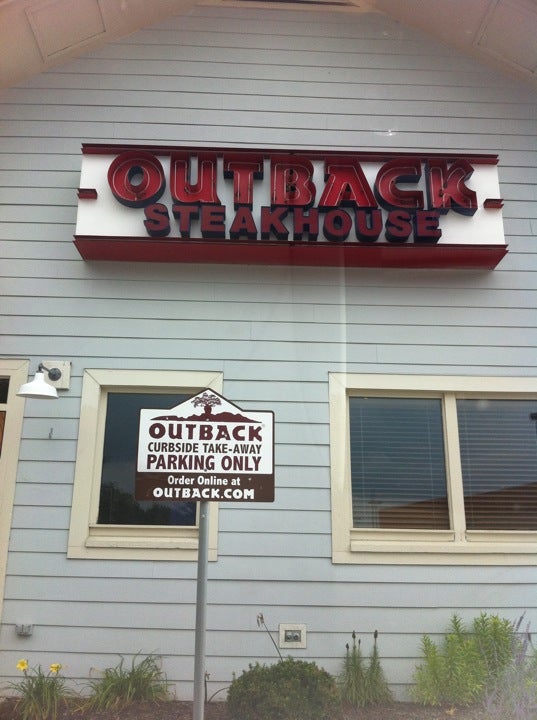 OUTBACK
STEAKHOUSE
OUTBACK
CURBSIDE TAKE-AWAY
PARKING ONLY
Order Online at
OUTBACK.COM